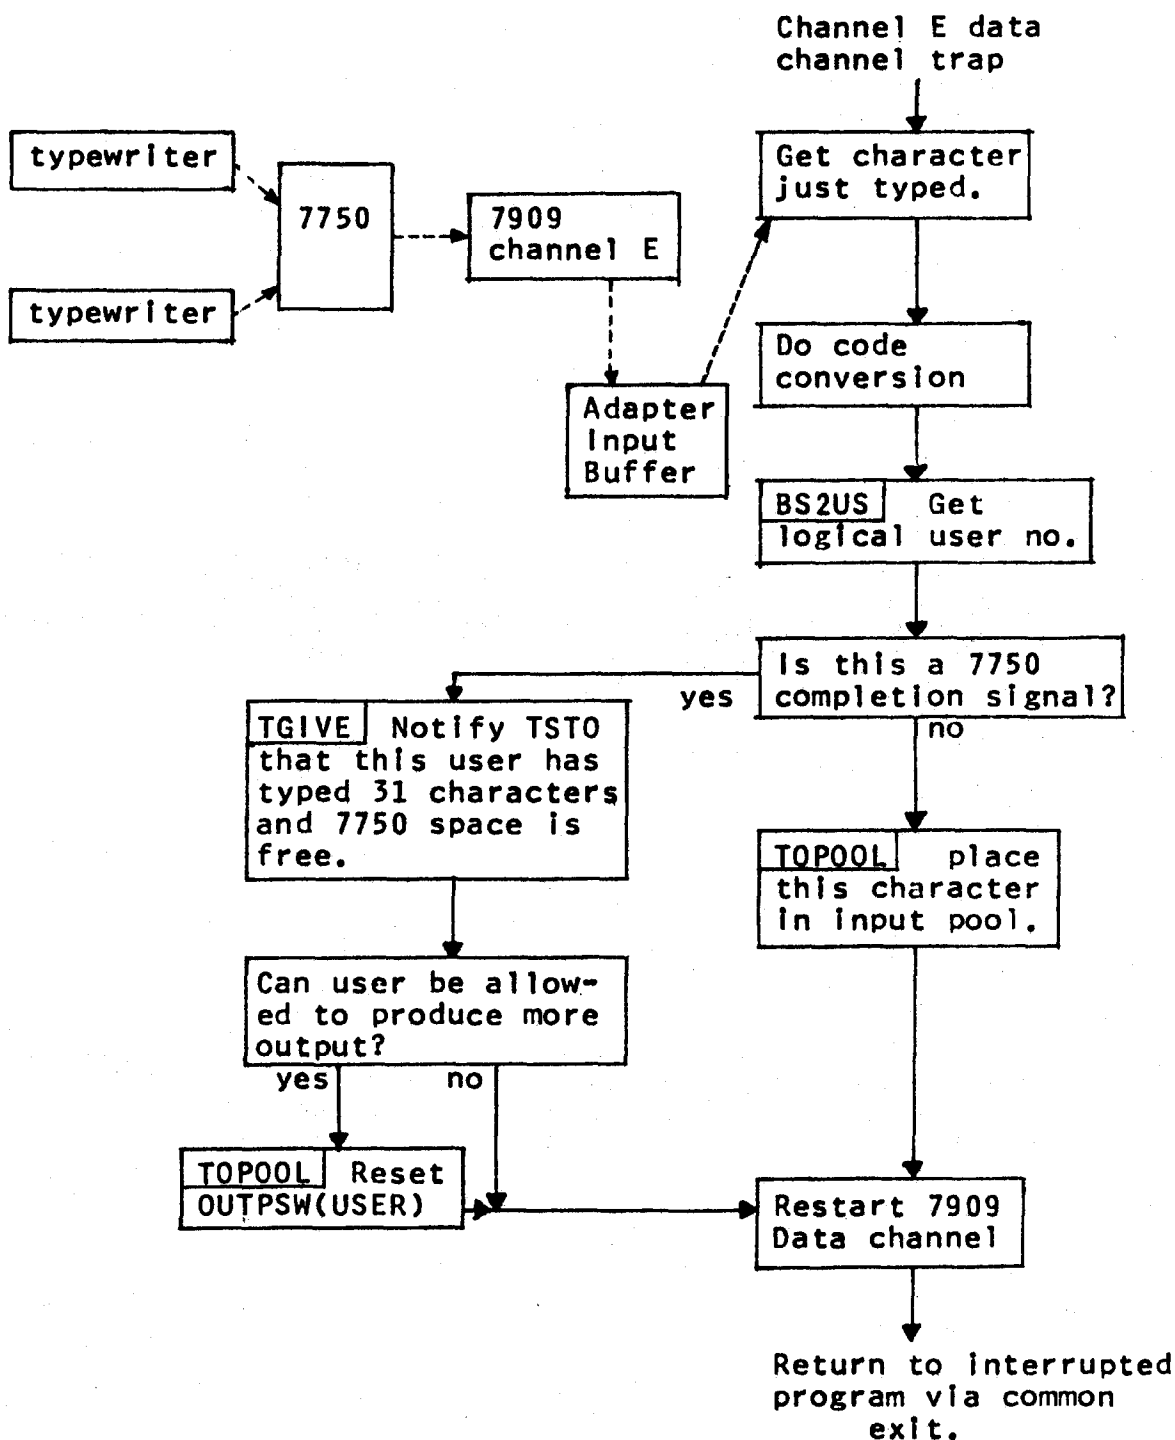 Channel E data
channel trap
typewriter
7750
typewriter
7909
channel E
Adapter
Input
Buffer
Get character
just typed.
Do code
conversion
BS2US Get
logical user no.
Is this a 7750
completion signal?
yes
no
TGIVE Notify TSTO
that this user has
typed 31 characters
and 7750 space is
free.
TOPOOL place
this character
in input pool.
Can user be allow-
ed to produce more
output?
yes no
TOPOOL Reset
OUTPSW(USER)
Restart 7909
Data channel
Return to interrupted
program via common
exit.